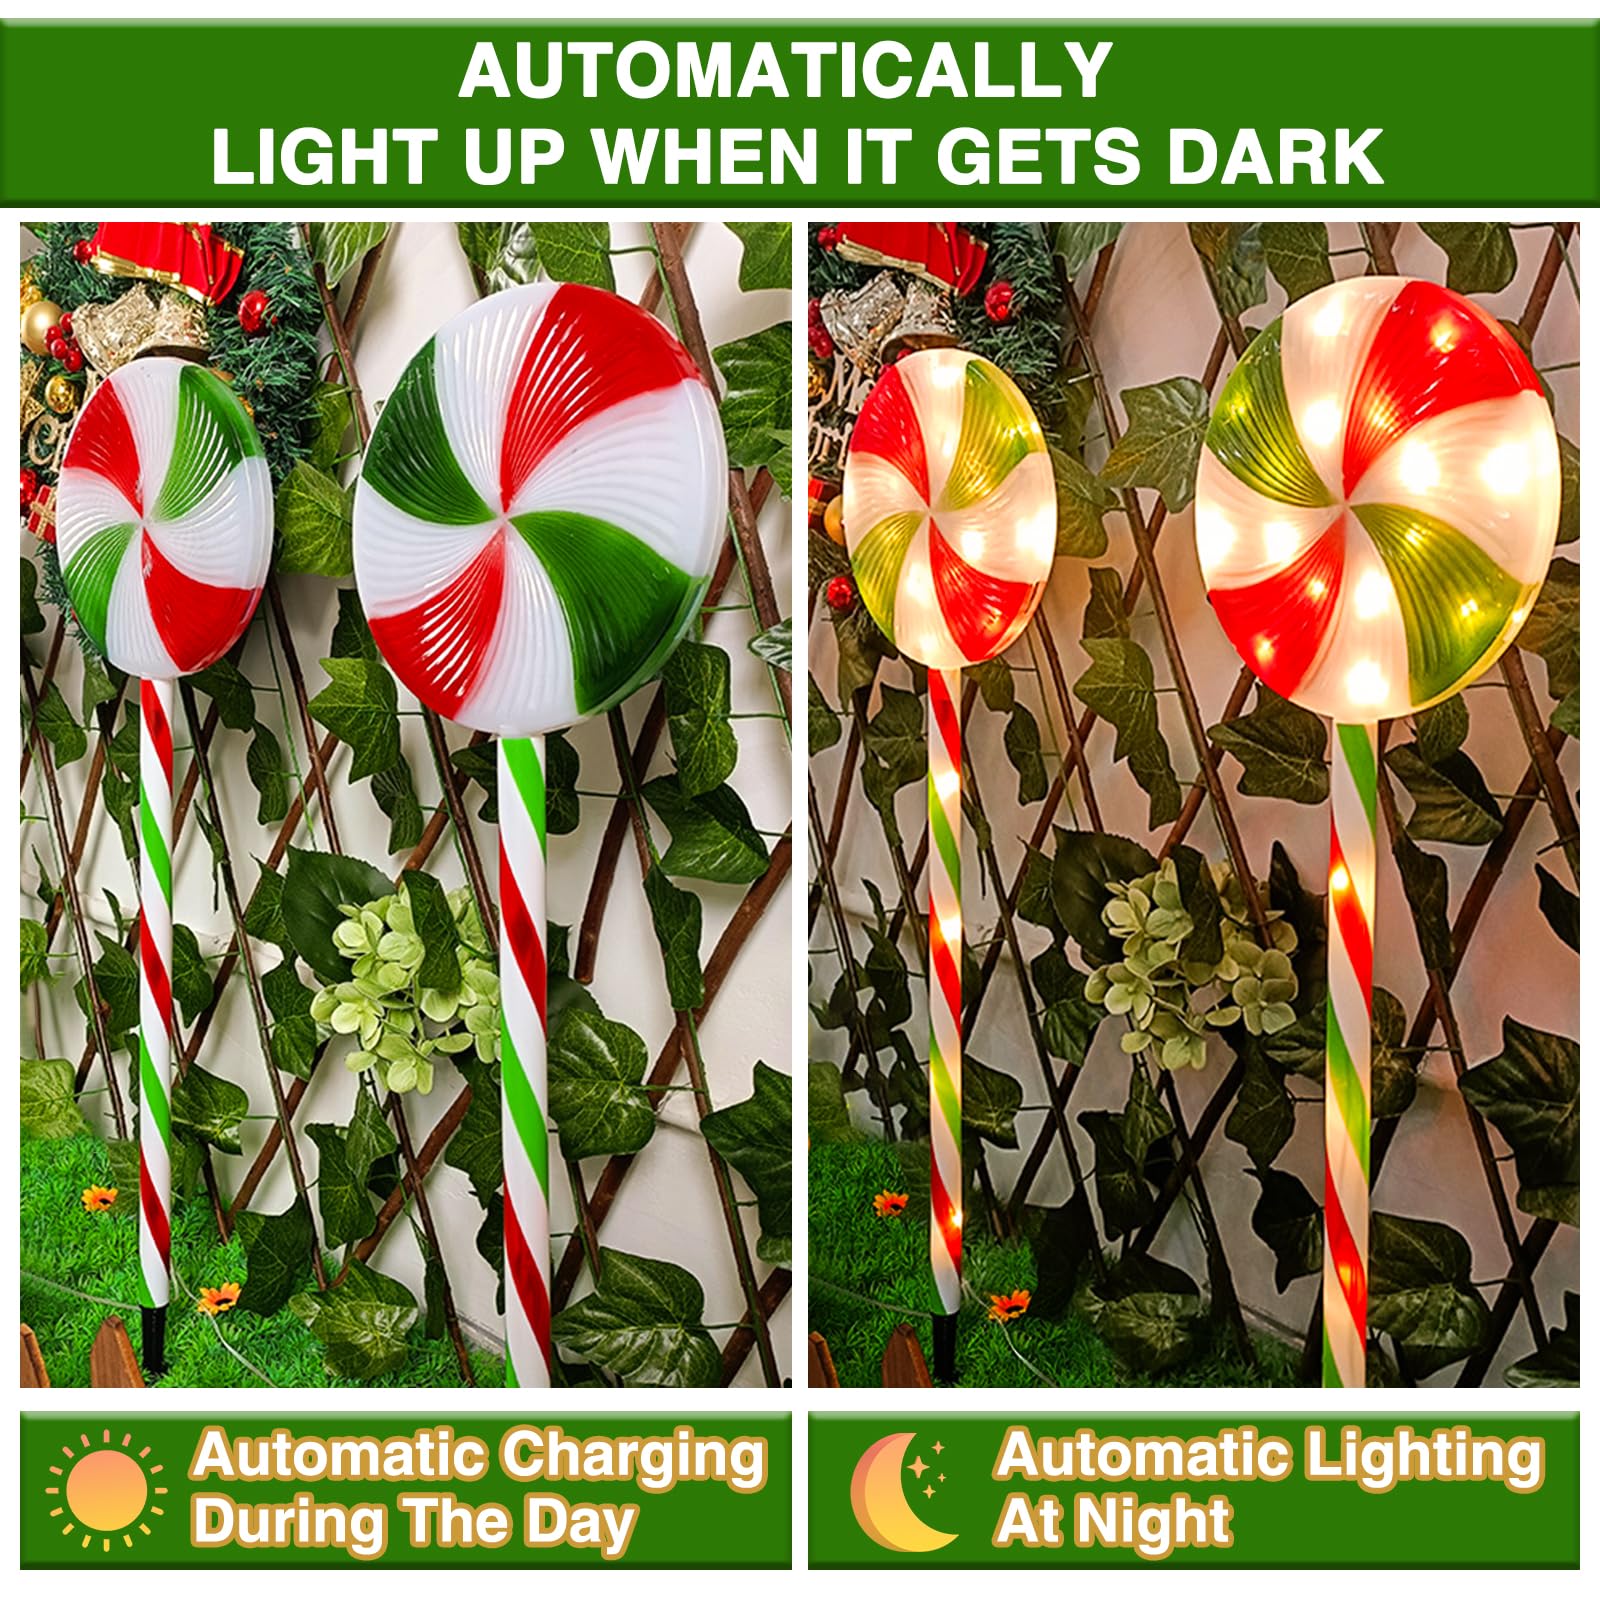 AUTOMATICALLY
LIGHT UP WHEN IT GETS DARK
Automatic Charging
During The Day
Automatic Lighting
At Night